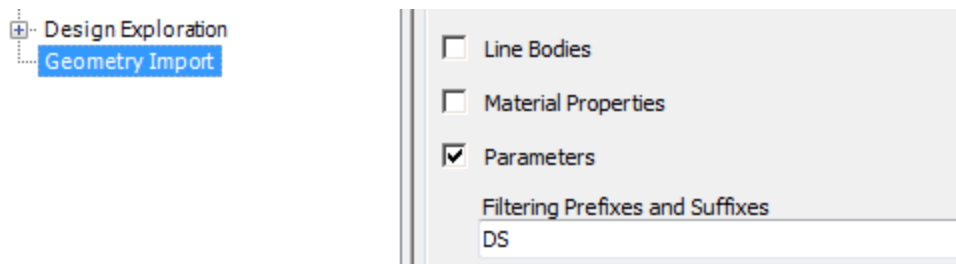 Design Exploration
Geometry Import
Line Bodies
Material Properties
Parameters
Filtering Prefixes and Suffixes
DS